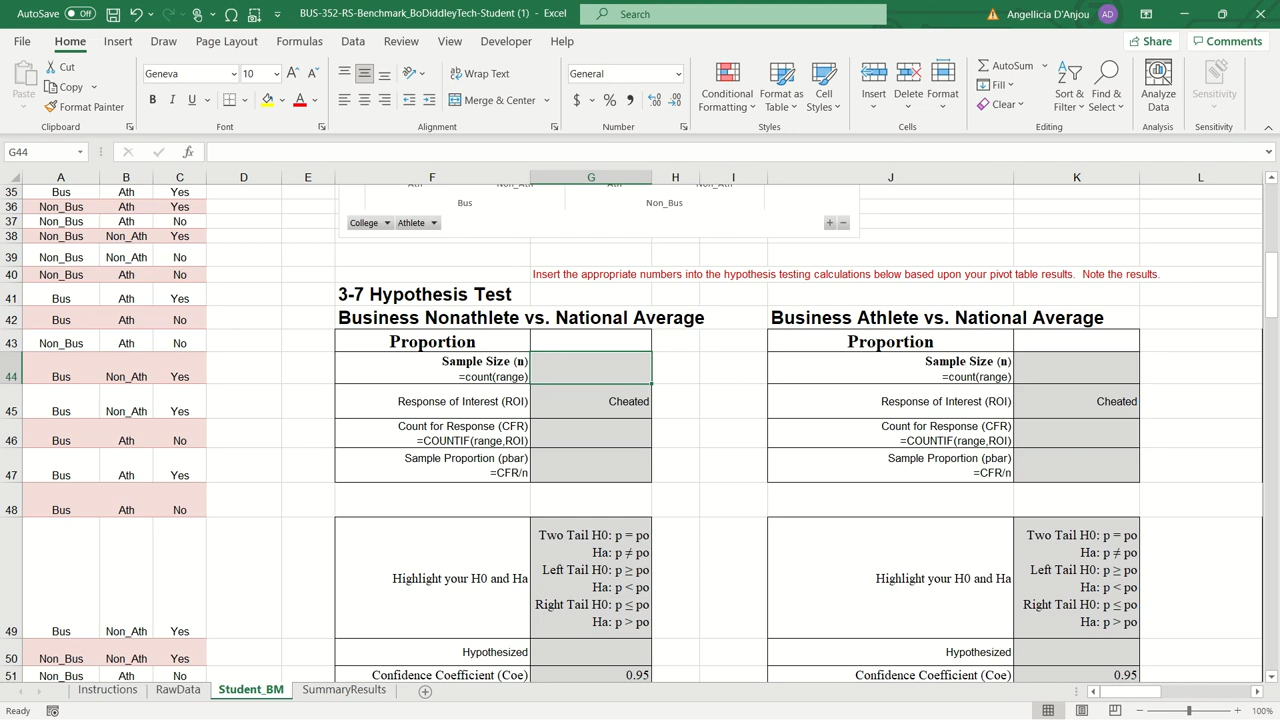 AutoSave Off BUS-352-RS-Benchmark_BoDiddleyTech-Student (1) - Excel Search Angellicia D'Anjou AD
File Home Insert Draw Page Layout Formulas Data Review View Developer Help Share Comments
Paste Cut Copy Format Painter Clipboard
Geneva 10 B I U A Font
Wrap Text Merge & Center Alignment
General $ % , Number
Conditional Formatting Format as Table Cell Styles Styles
Insert Delete Format Cells
AutoSum Fill Clear Sort & Filter Find & Select Editing
Analyze Data Analysis
Sensitivity Sensitivity
G44 fx
A B C D E F G H I J K L
35 Bus Ath Yes
36 Non_Bus Ath Yes Bus Non_Bus
37 Non_Bus Ath No College Athlete + −
38 Non_Bus Non_Ath Yes
39 Non_Bus Non_Ath No
40 Non_Bus Ath No Insert the appropriate numbers into the hypothesis testing calculations below based upon your pivot table results. Note the results.
41 Bus Ath Yes 3-7 Hypothesis Test
42 Bus Ath No Business Nonathlete vs. National Average Business Athlete vs. National Average
43 Non_Bus Ath No Proportion Proportion
Sample Size (n) Sample Size (n)
44 Bus Non_Ath Yes =count(range) =count(range)
Response of Interest (ROI) Cheated Response of Interest (ROI) Cheated
45 Bus Non_Ath Yes
Count for Response (CFR) Count for Response (CFR)
46 Bus Ath No =COUNTIF(range,ROI) =COUNTIF(range,ROI)
Sample Proportion (pbar) Sample Proportion (pbar)
47 Bus Ath Yes =CFR/n =CFR/n
48 Bus Ath No
Two Tail H0: p = po Two Tail H0: p = po
Ha: p ≠ po Ha: p ≠ po
Left Tail H0: p ≥ po Left Tail H0: p ≥ po
Highlight your H0 and Ha Ha: p < po Highlight your H0 and Ha Ha: p < po
Right Tail H0: p ≤ po Right Tail H0: p ≤ po
Ha: p > po Ha: p > po
49 Bus Non_Ath Yes
50 Non_Bus Non_Ath Yes Hypothesized Hypothesized
51 Non_Bus Ath No Confidence Coefficient (Coe) 0.95 Confidence Coefficient (Coe) 0.95
Instructions RawData Student_BM SummaryResults
Ready 100%